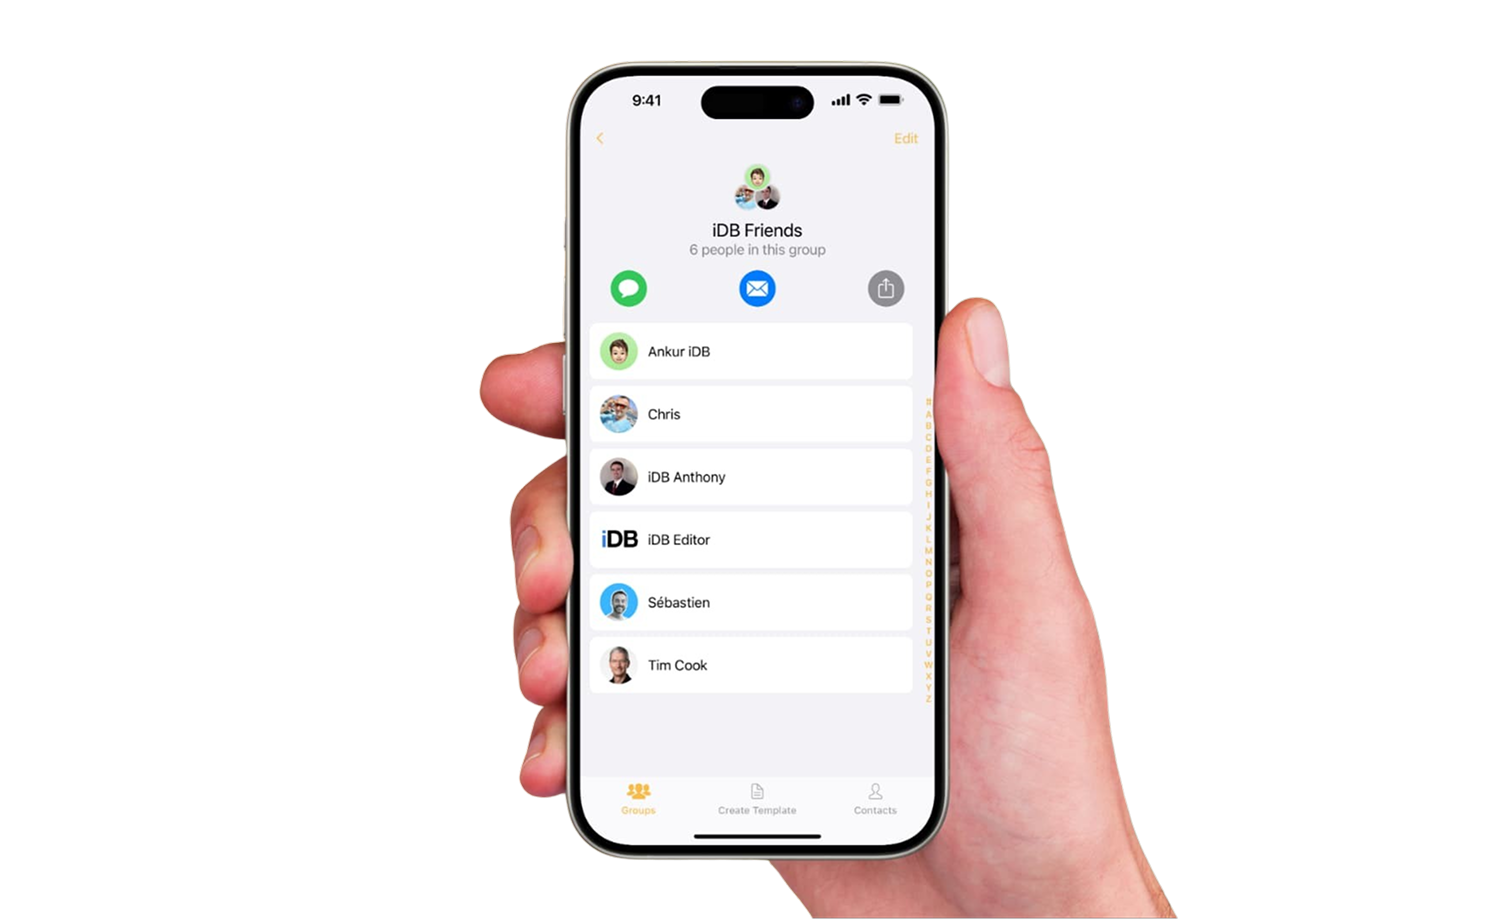 9:41
Edit
iDB Friends
6 people in this group
Ankur iDB
Chris
iDB Anthony
iDB iDB Editor
Sébastien
Tim Cook
#
A
B
C
D
E
F
G
H
I
J
K
L
M
N
O
P
Q
R
S
T
U
V
W
X
Y
Z
Groups
Create Template
Contacts